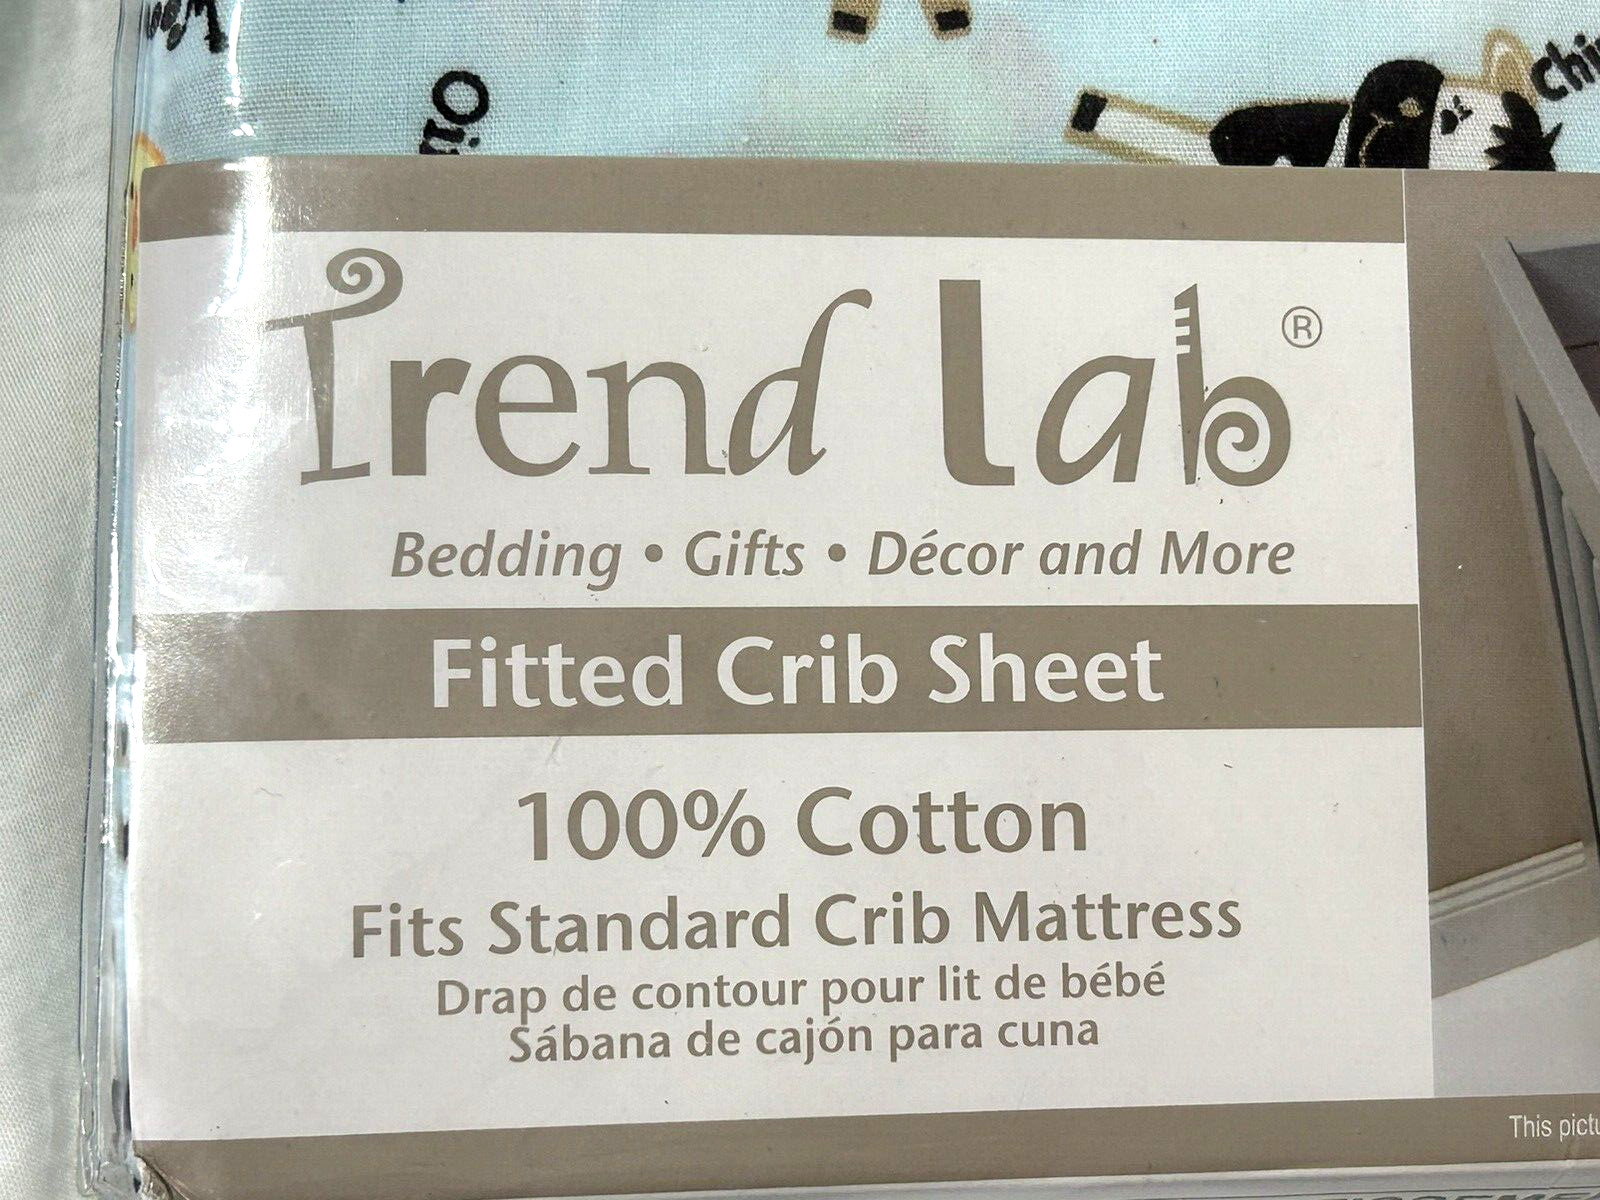 Trend Lab®
Bedding • Gifts • Décor and More
Fitted Crib Sheet
100% Cotton
Fits Standard Crib Mattress
Drap de contour pour lit de bébé
Sábana de cajón para cuna
This